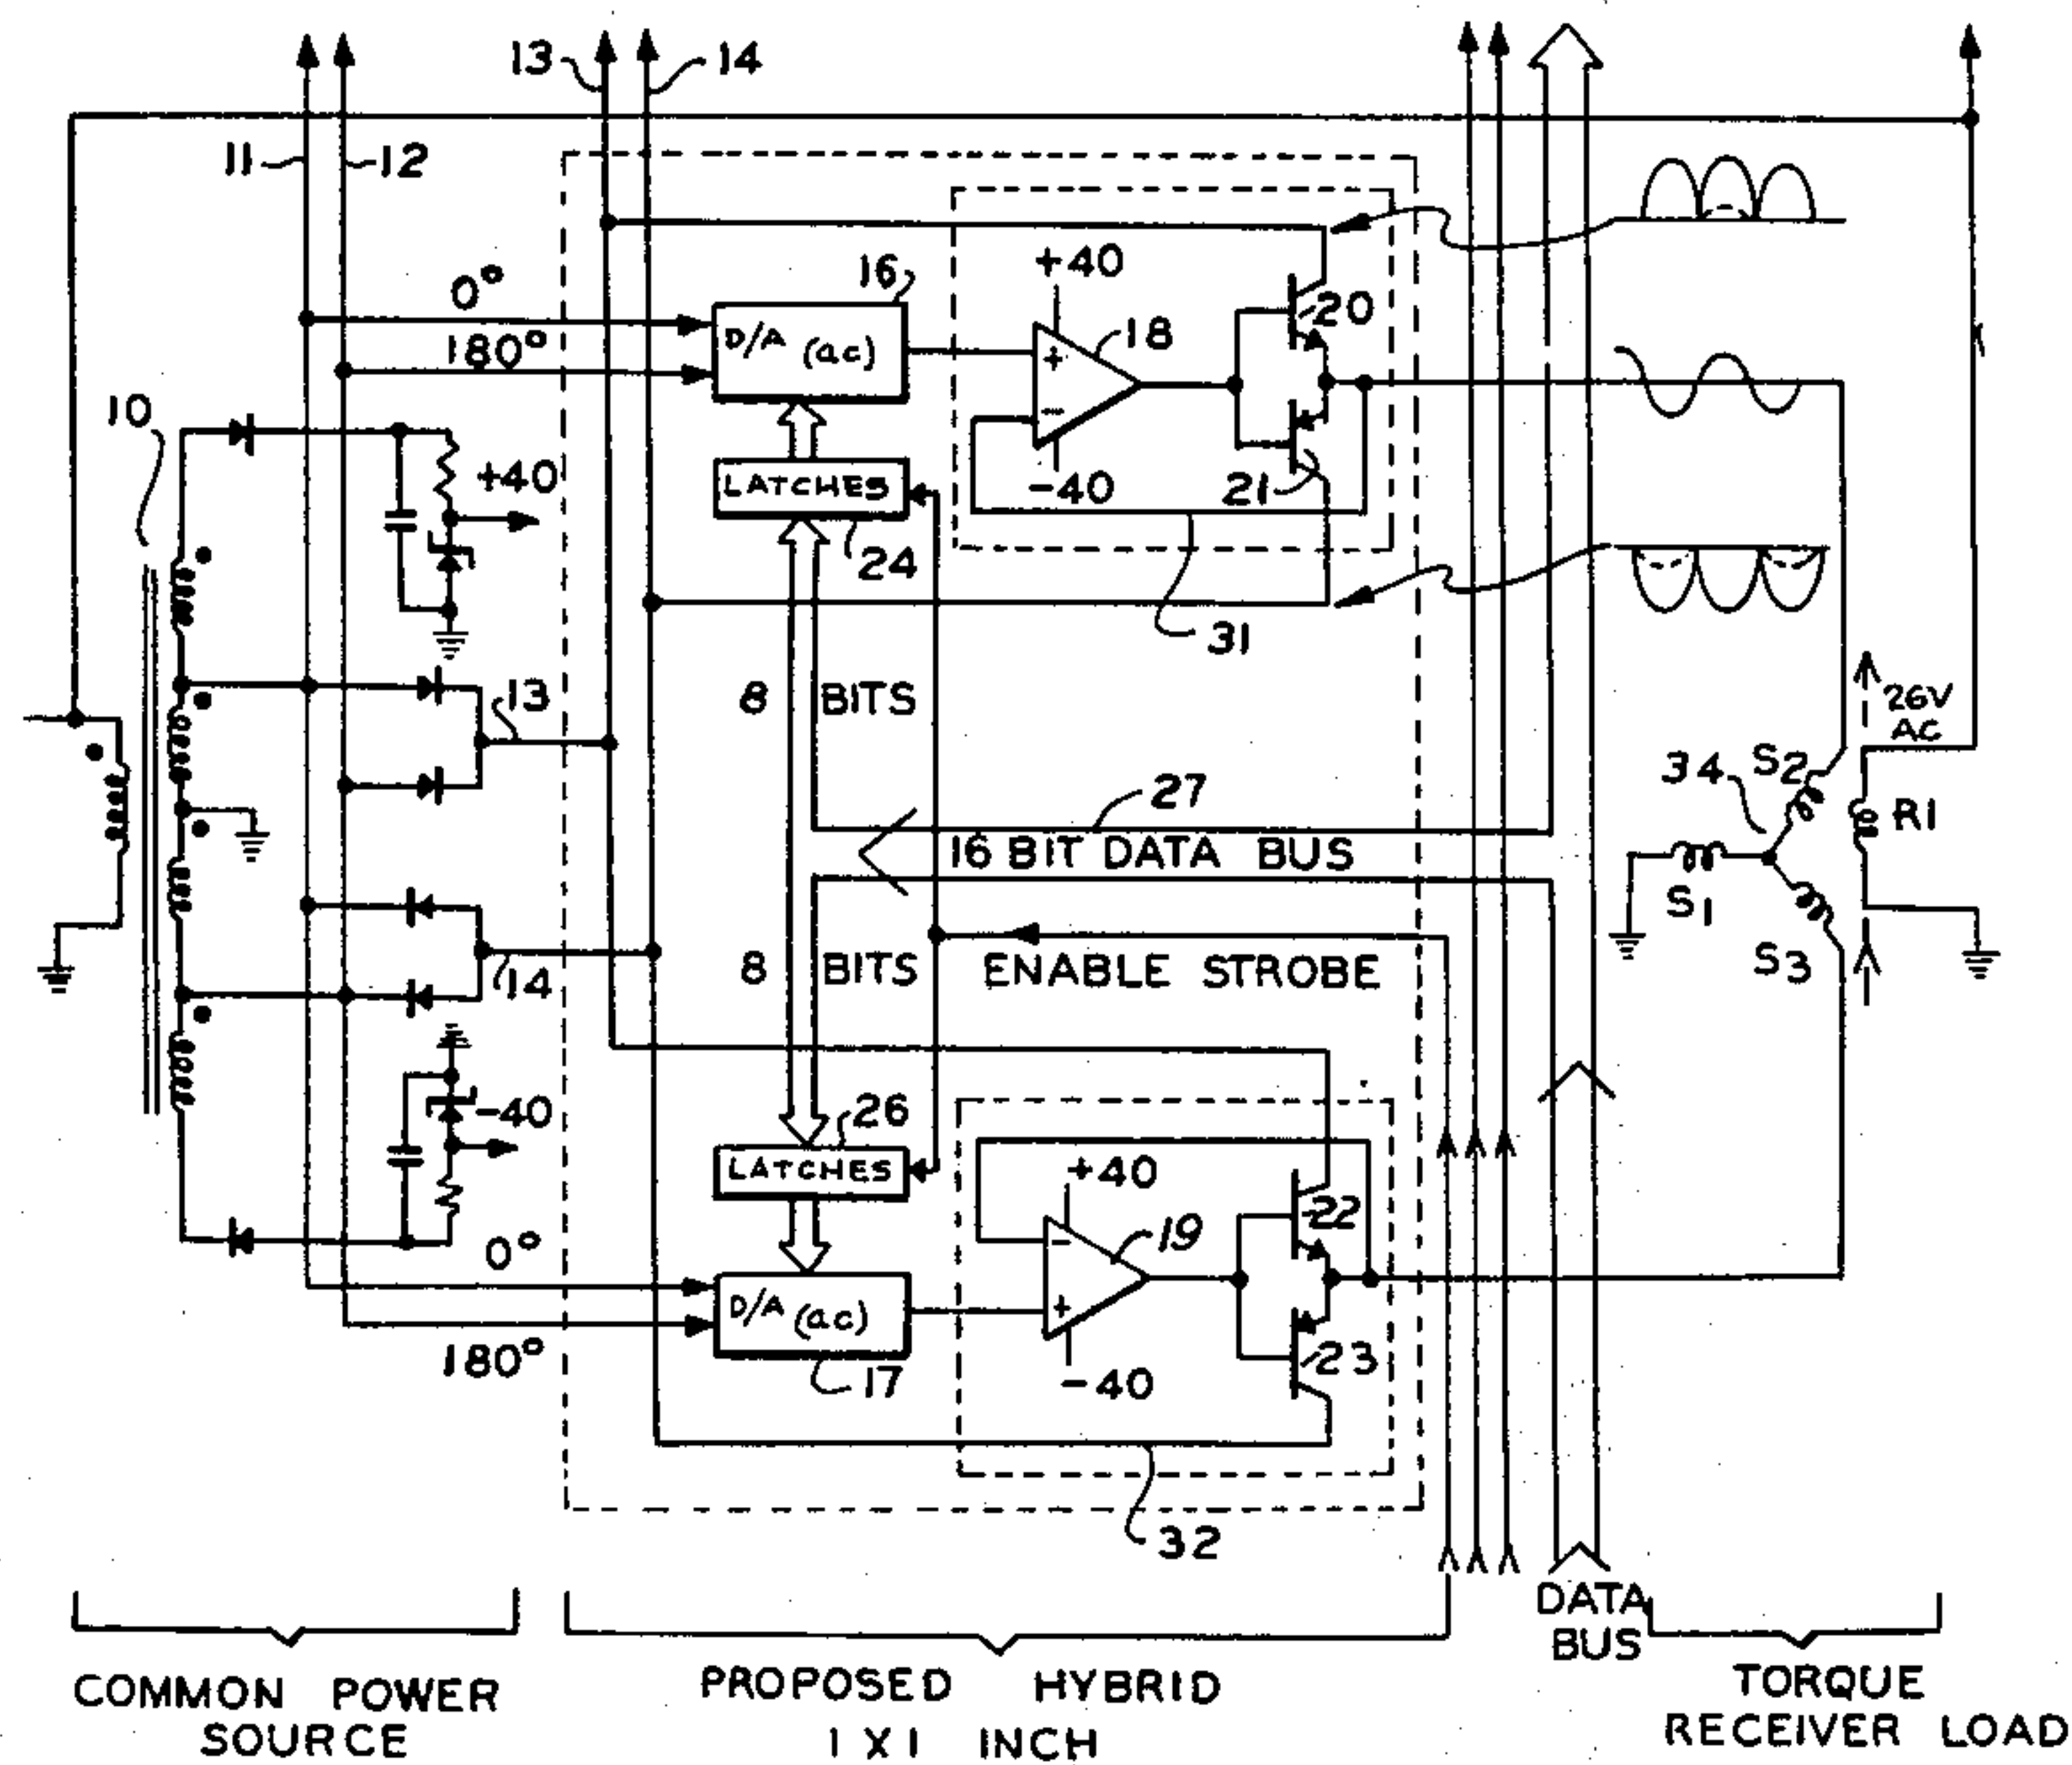 13
14
11
12
0°
16
D/A (ac)
180°
+40
18
+
-
-40
20
21
10
+40
LATCHES
24
31
13
8 BITS
27
16 BIT DATA BUS
26V
AC
34
S2
R1
S1
S3
14
8 BITS
ENABLE STROBE
-40
26
LATCHES
+40
19
-
+
-40
22
23
0°
D/A (ac)
180°
17
32
DATA
BUS
COMMON POWER
SOURCE
PROPOSED HYBRID
1 X 1 INCH
TORQUE
RECEIVER LOAD